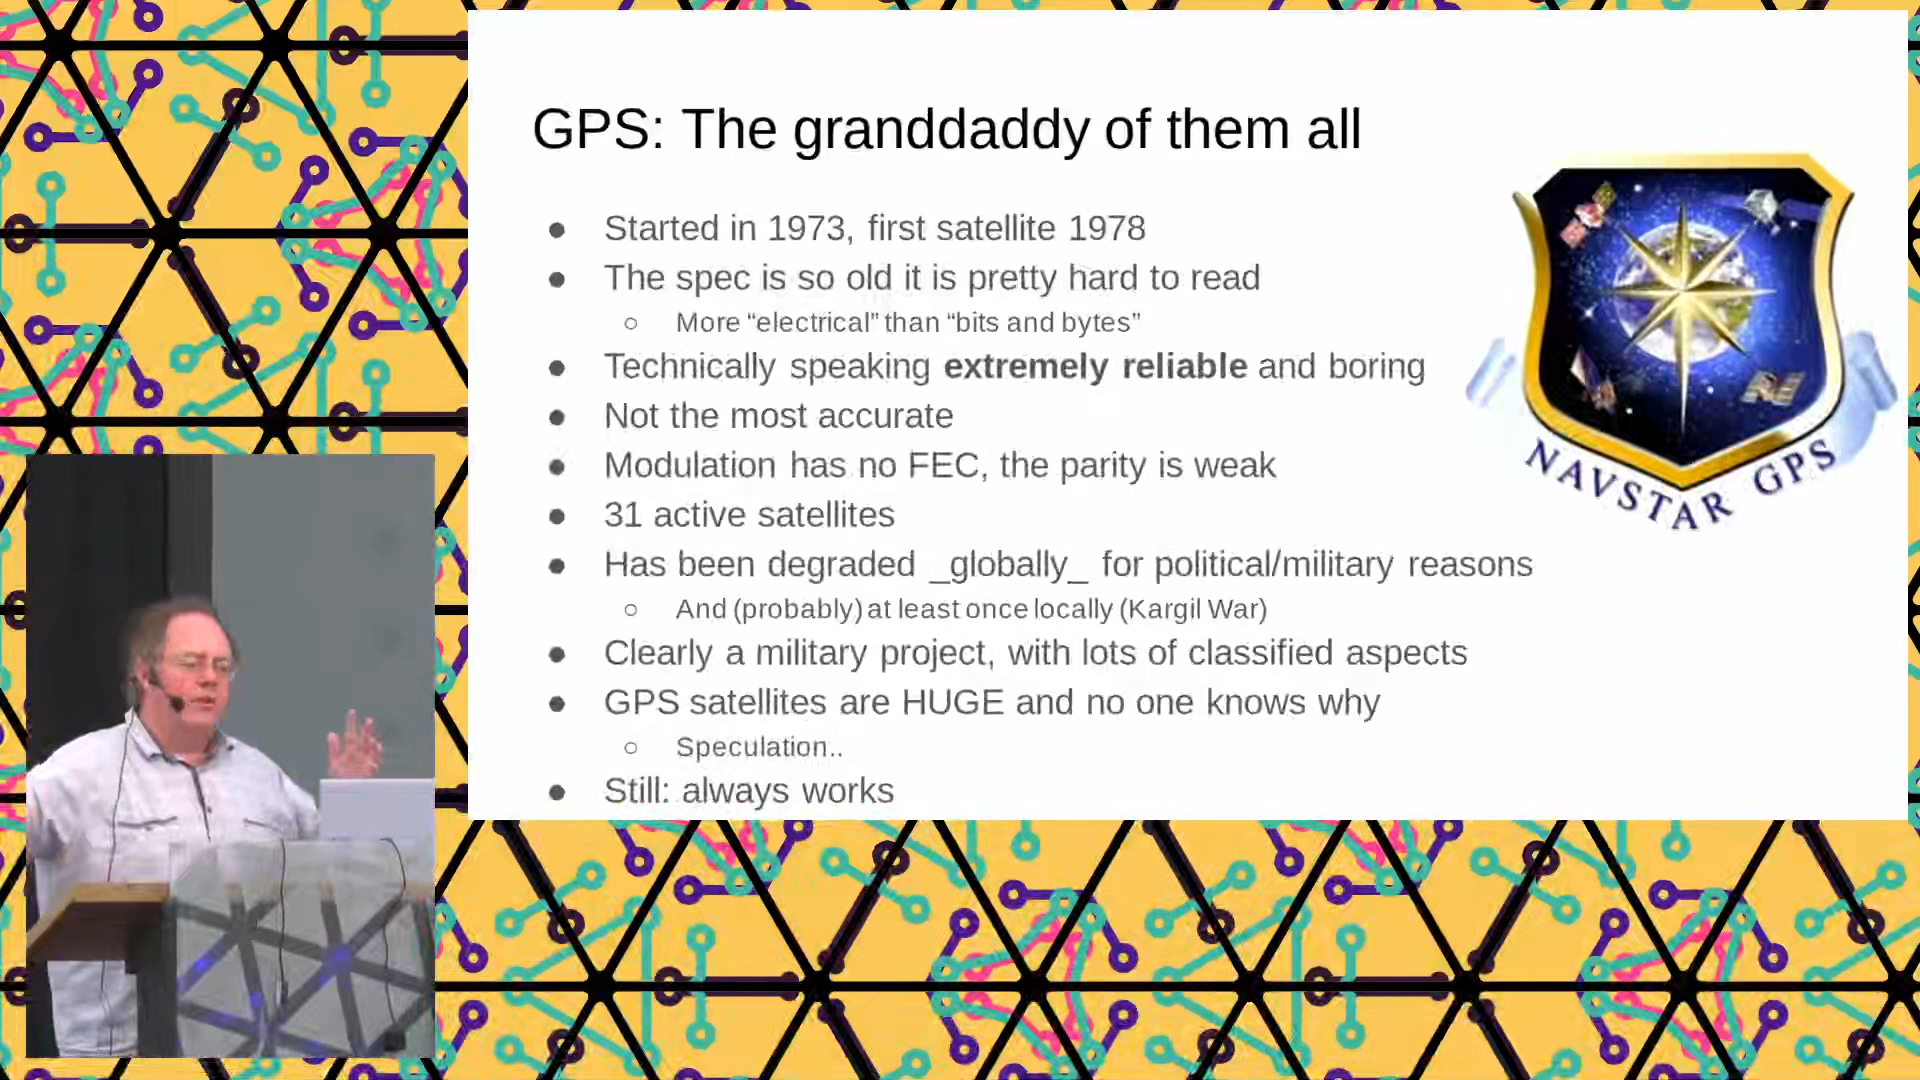 GPS: The granddaddy of them all
Started in 1973, first satellite 1978
The spec is so old it is pretty hard to read
More “electrical” than “bits and bytes”
Technically speaking extremely reliable and boring
Not the most accurate
Modulation has no FEC, the parity is weak
31 active satellites
Has been degraded _globally_ for political/military reasons
And (probably) at least once locally (Kargil War)
Clearly a military project, with lots of classified aspects
GPS satellites are HUGE and no one knows why
Speculation..
Still: always works
NAVSTAR GPS